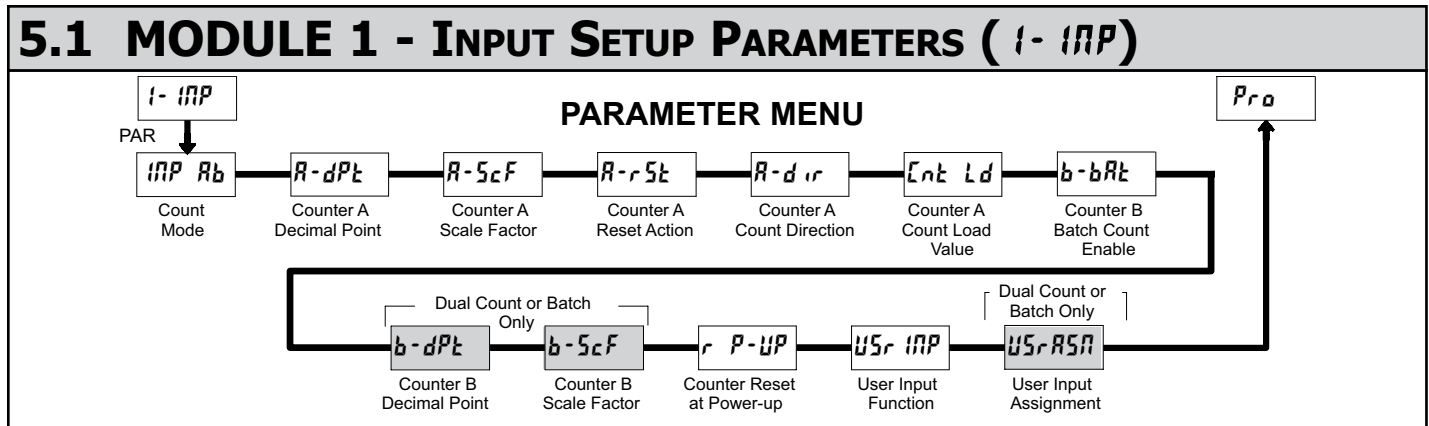 5.1 MODULE 1 - INPUT SETUP PARAMETERS (1-INP)
1-INP
PARAMETER MENU
Pro
PAR
INP Ab
A-dPt
A-ScF
A-rSt
A-dir
Cnt Ld
b-bAt
Count
Mode
Counter A
Decimal Point
Counter A
Scale Factor
Counter A
Reset Action
Counter A
Count Direction
Counter A
Count Load
Value
Counter B
Batch Count
Enable
Dual Count or Batch
Only
Dual Count or
Batch Only
b-dPt
b-ScF
r P-UP
USr INP
USrASN
Counter B
Decimal Point
Counter B
Scale Factor
Counter Reset
at Power-up
User Input
Function
User Input
Assignment